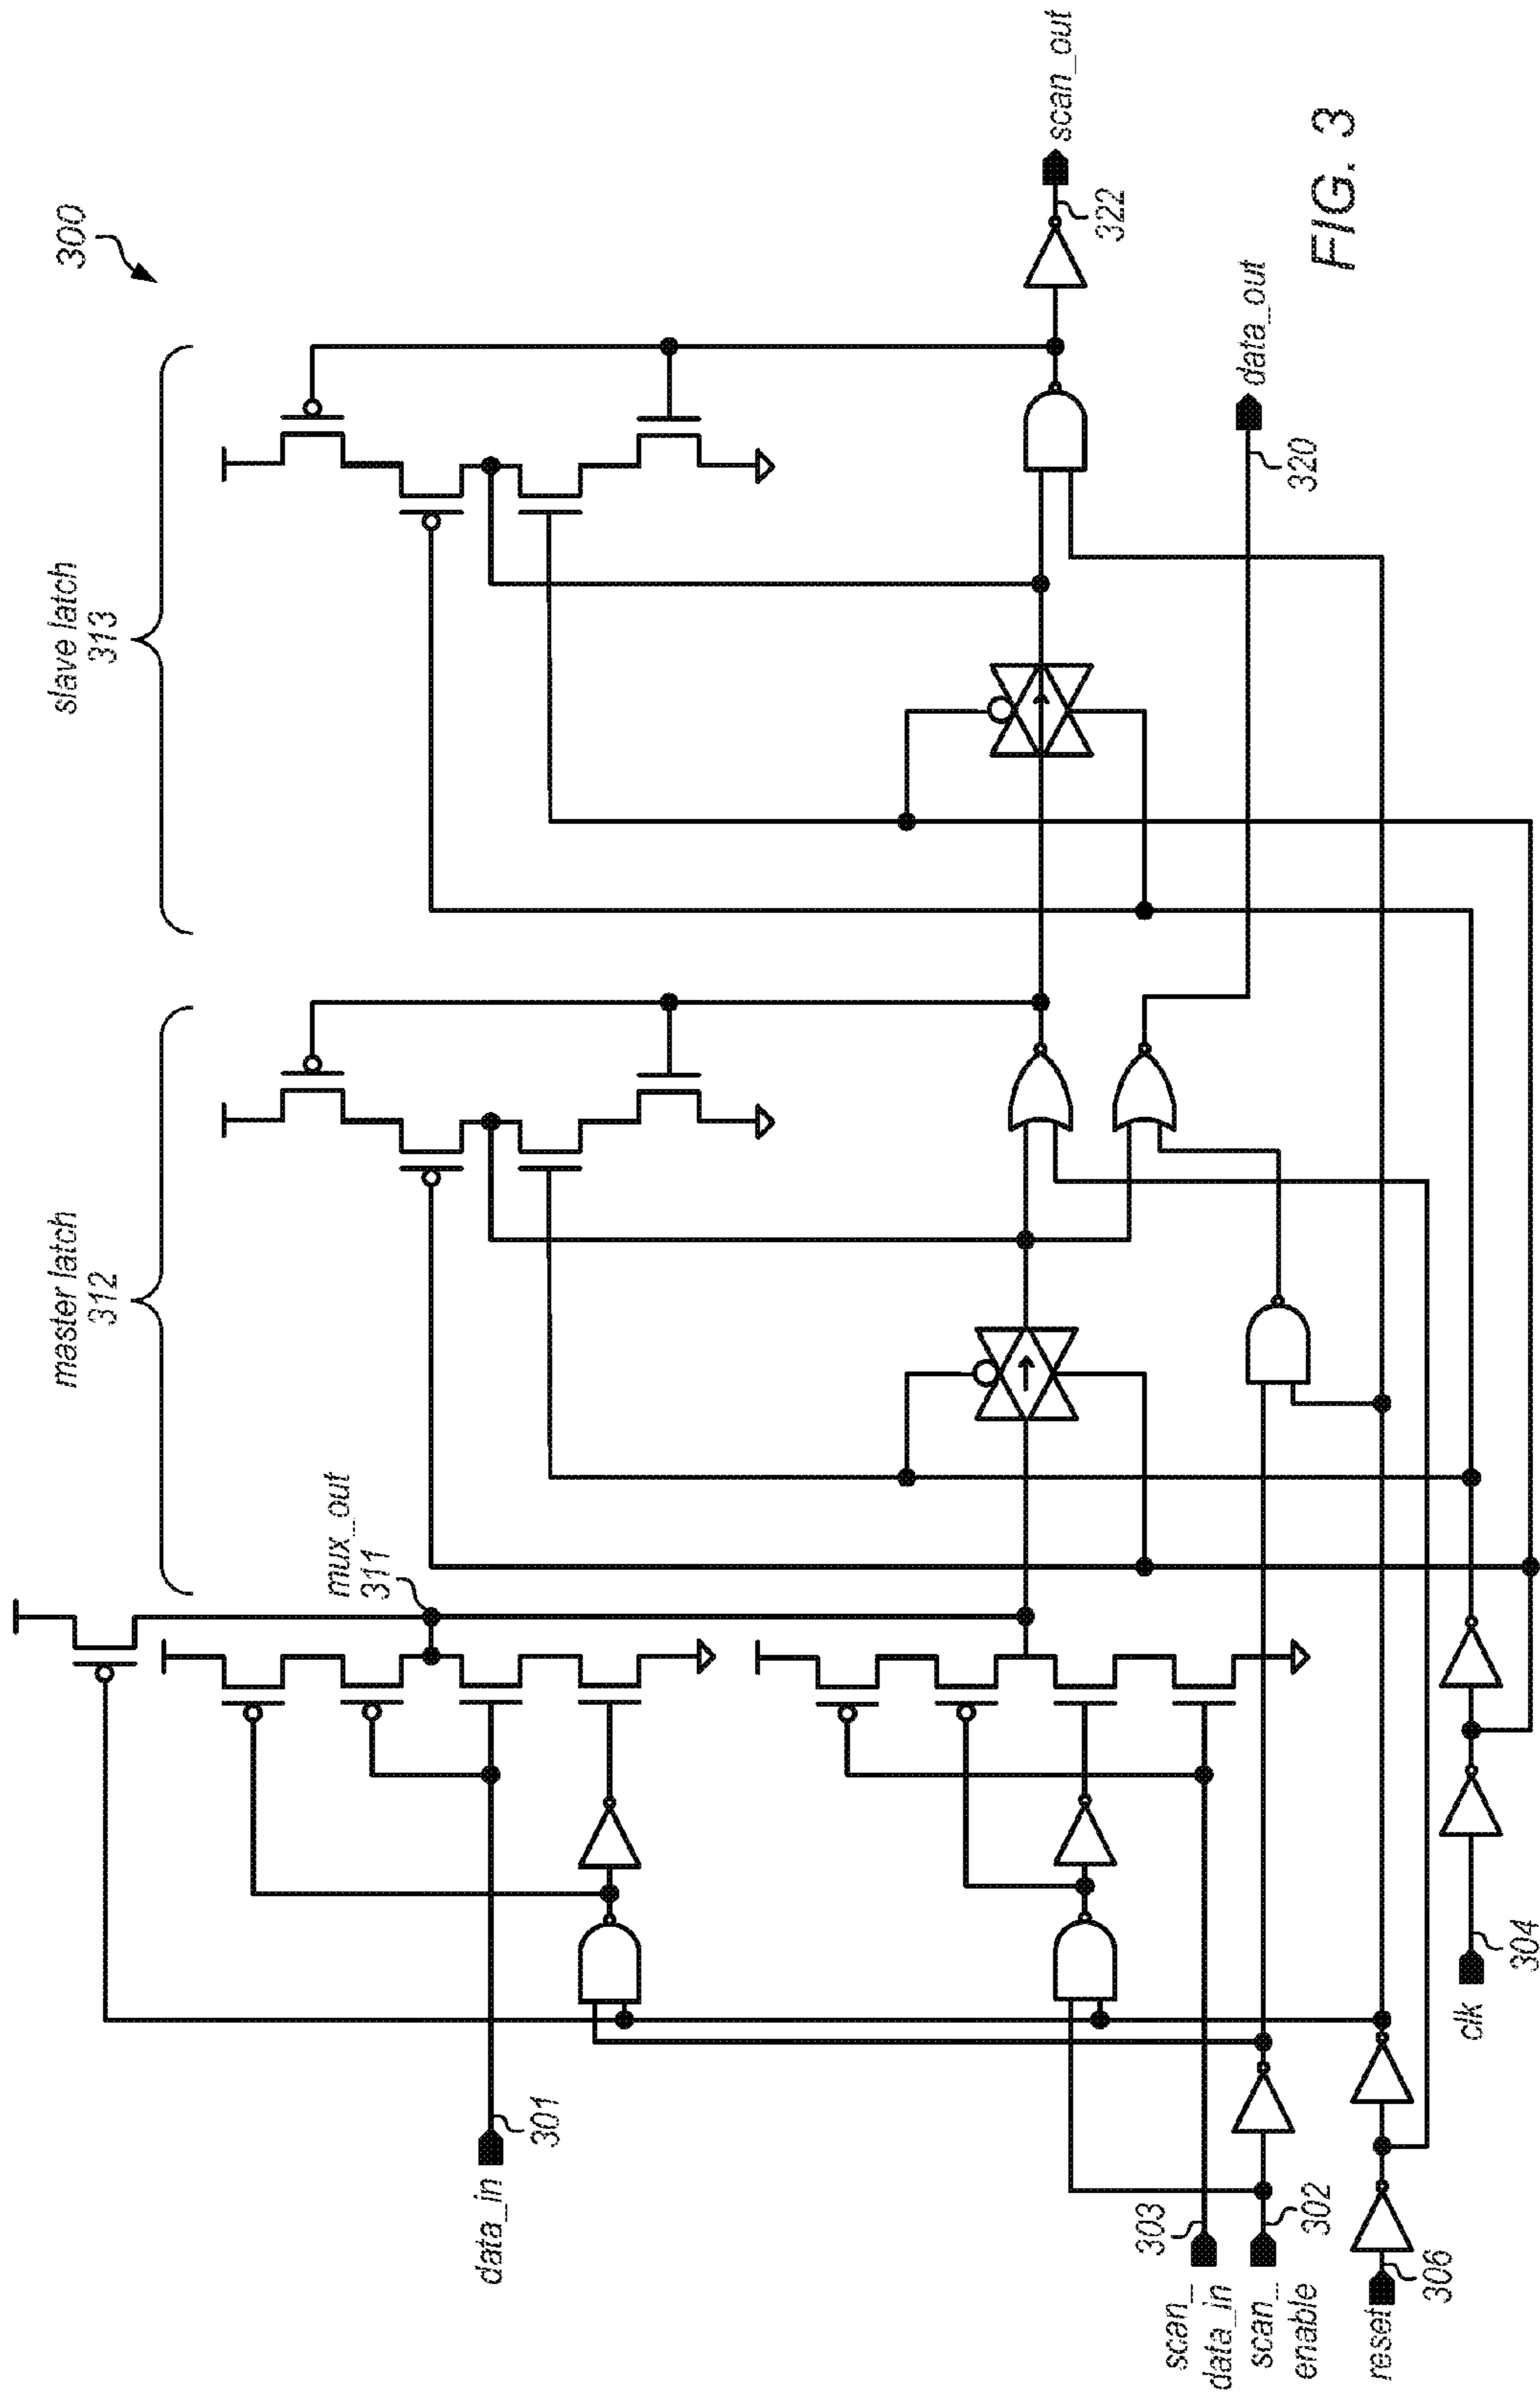 300
master latch
312
slave latch
313
mux_out
311
data_in
301
303
scan_
data_in
scan_
enable
302
reset
306
clk
304
scan_out
322
data_out
320
FIG. 3